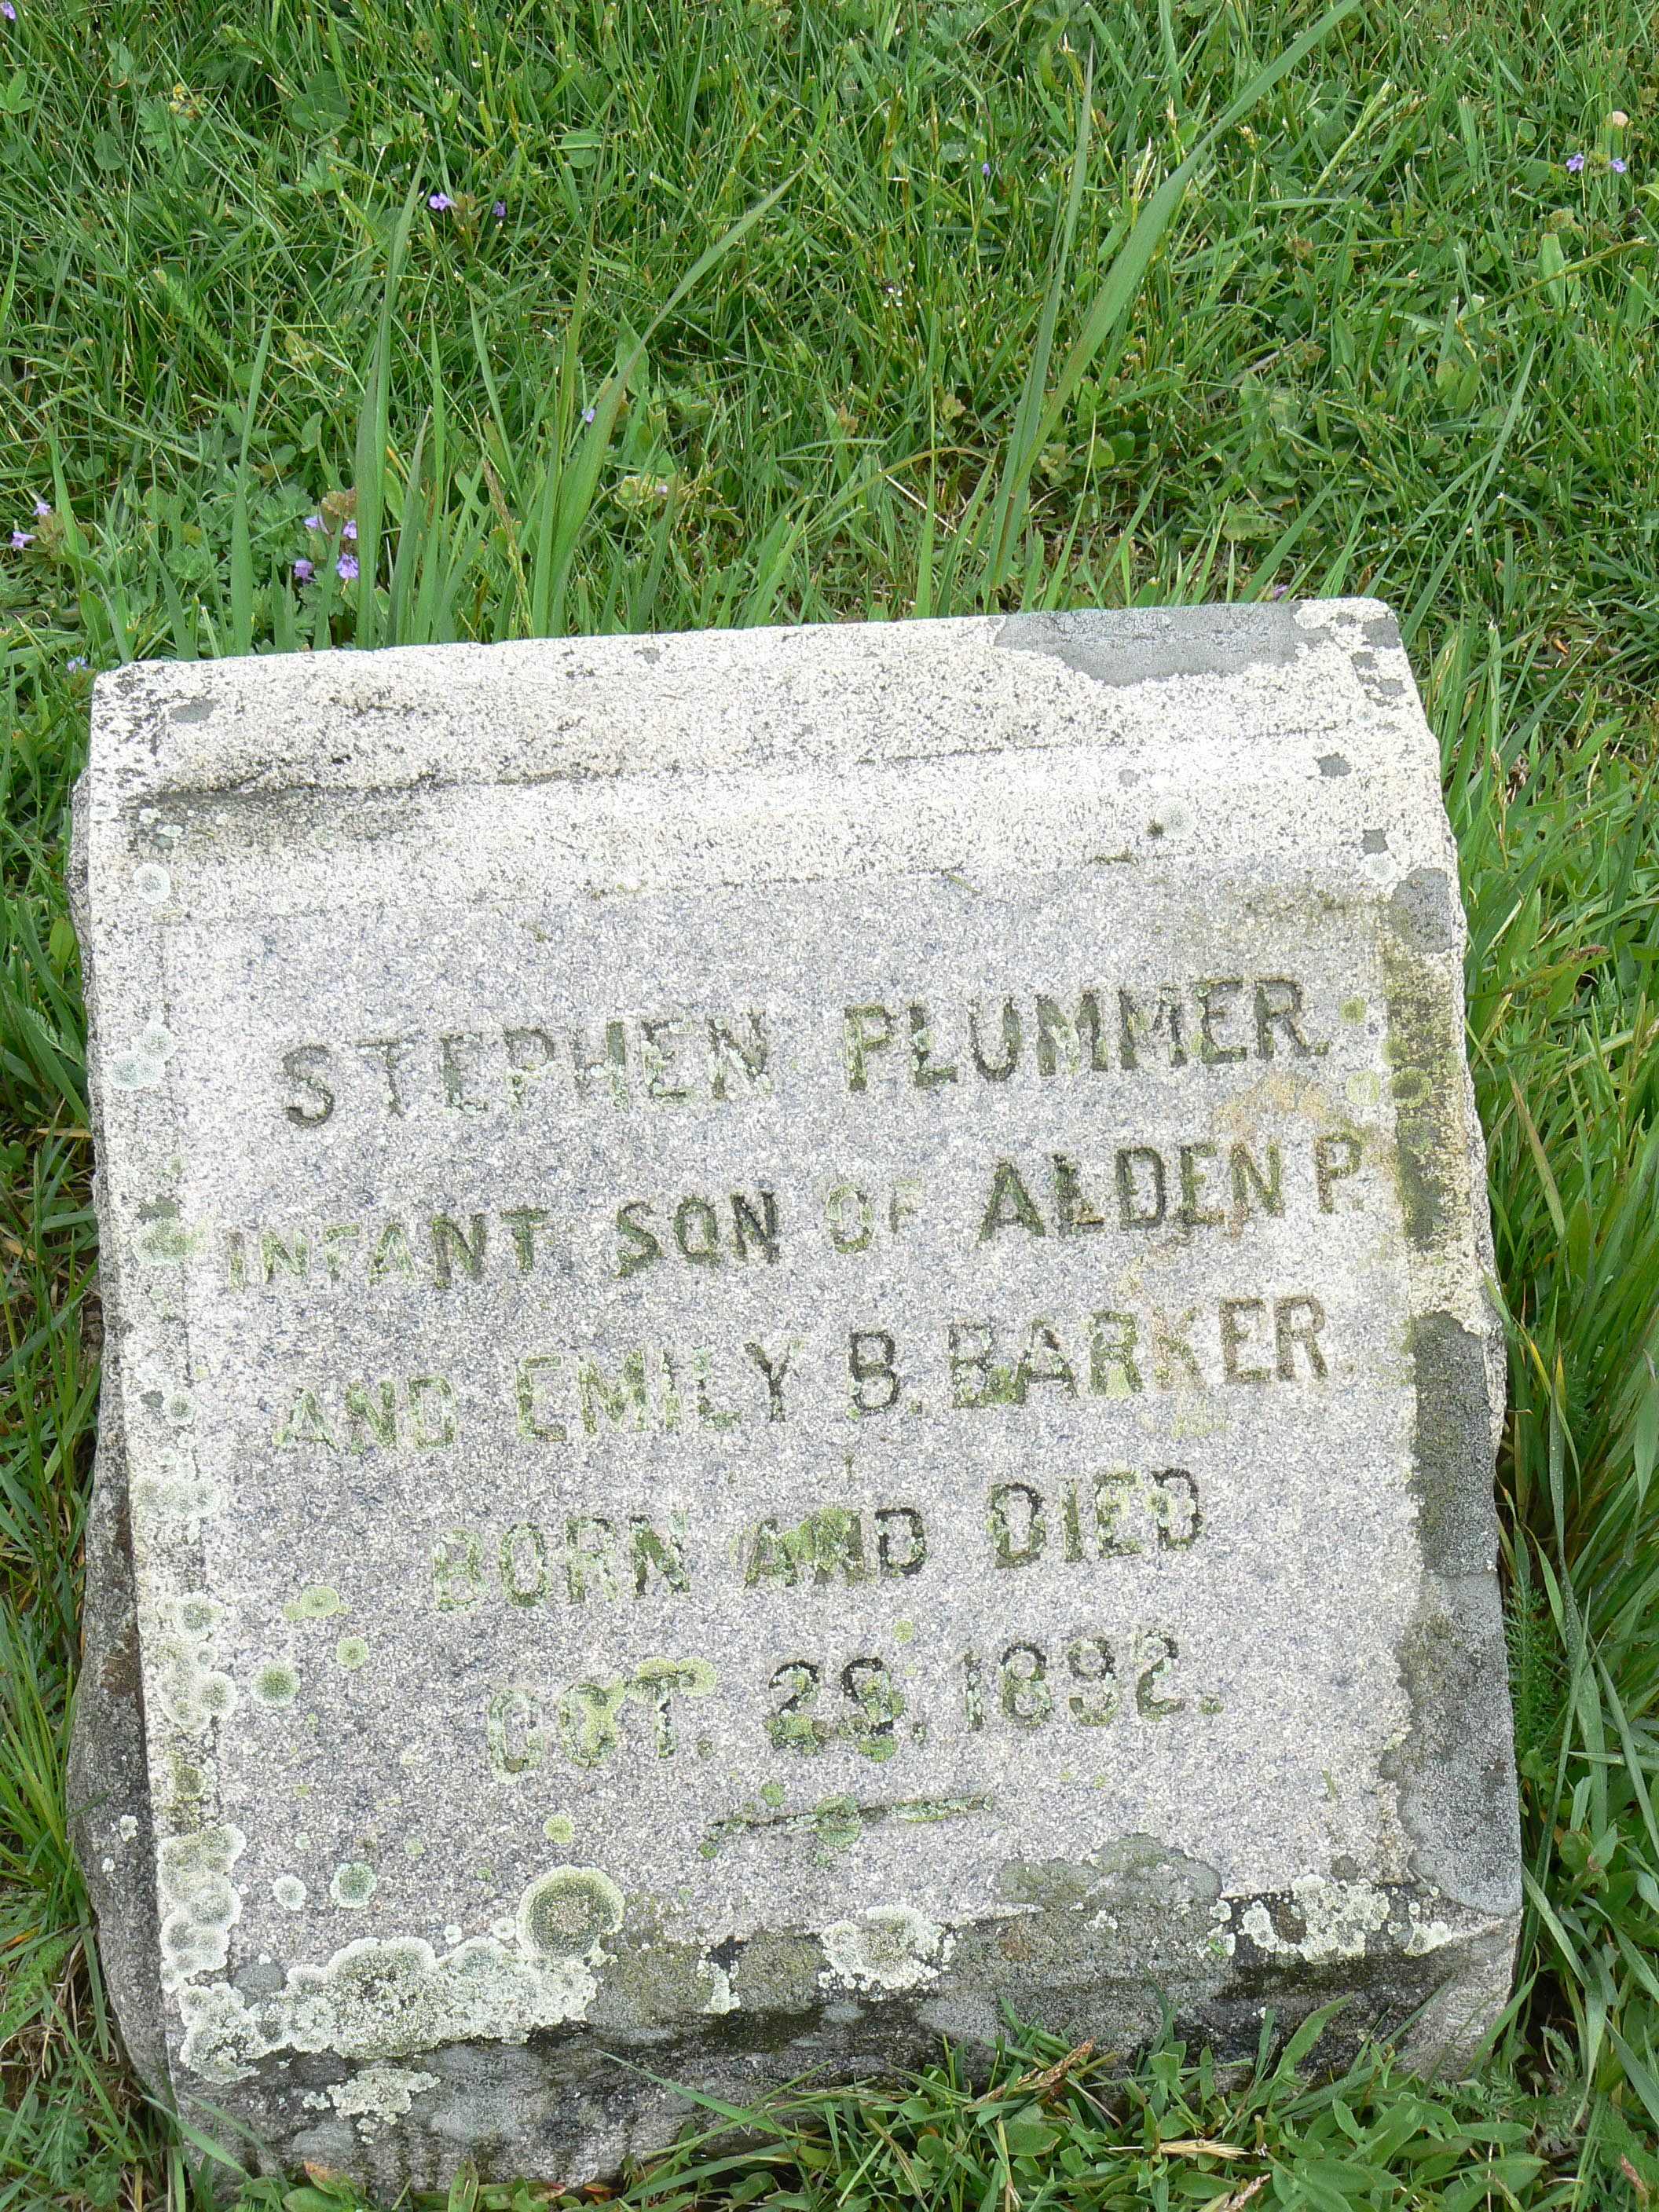 STEPHEN PLUMMER.
INFANT SON OF ALDEN P.
AND EMILY B. BARKER.
BORN AND DIED
OCT. 29, 1892.